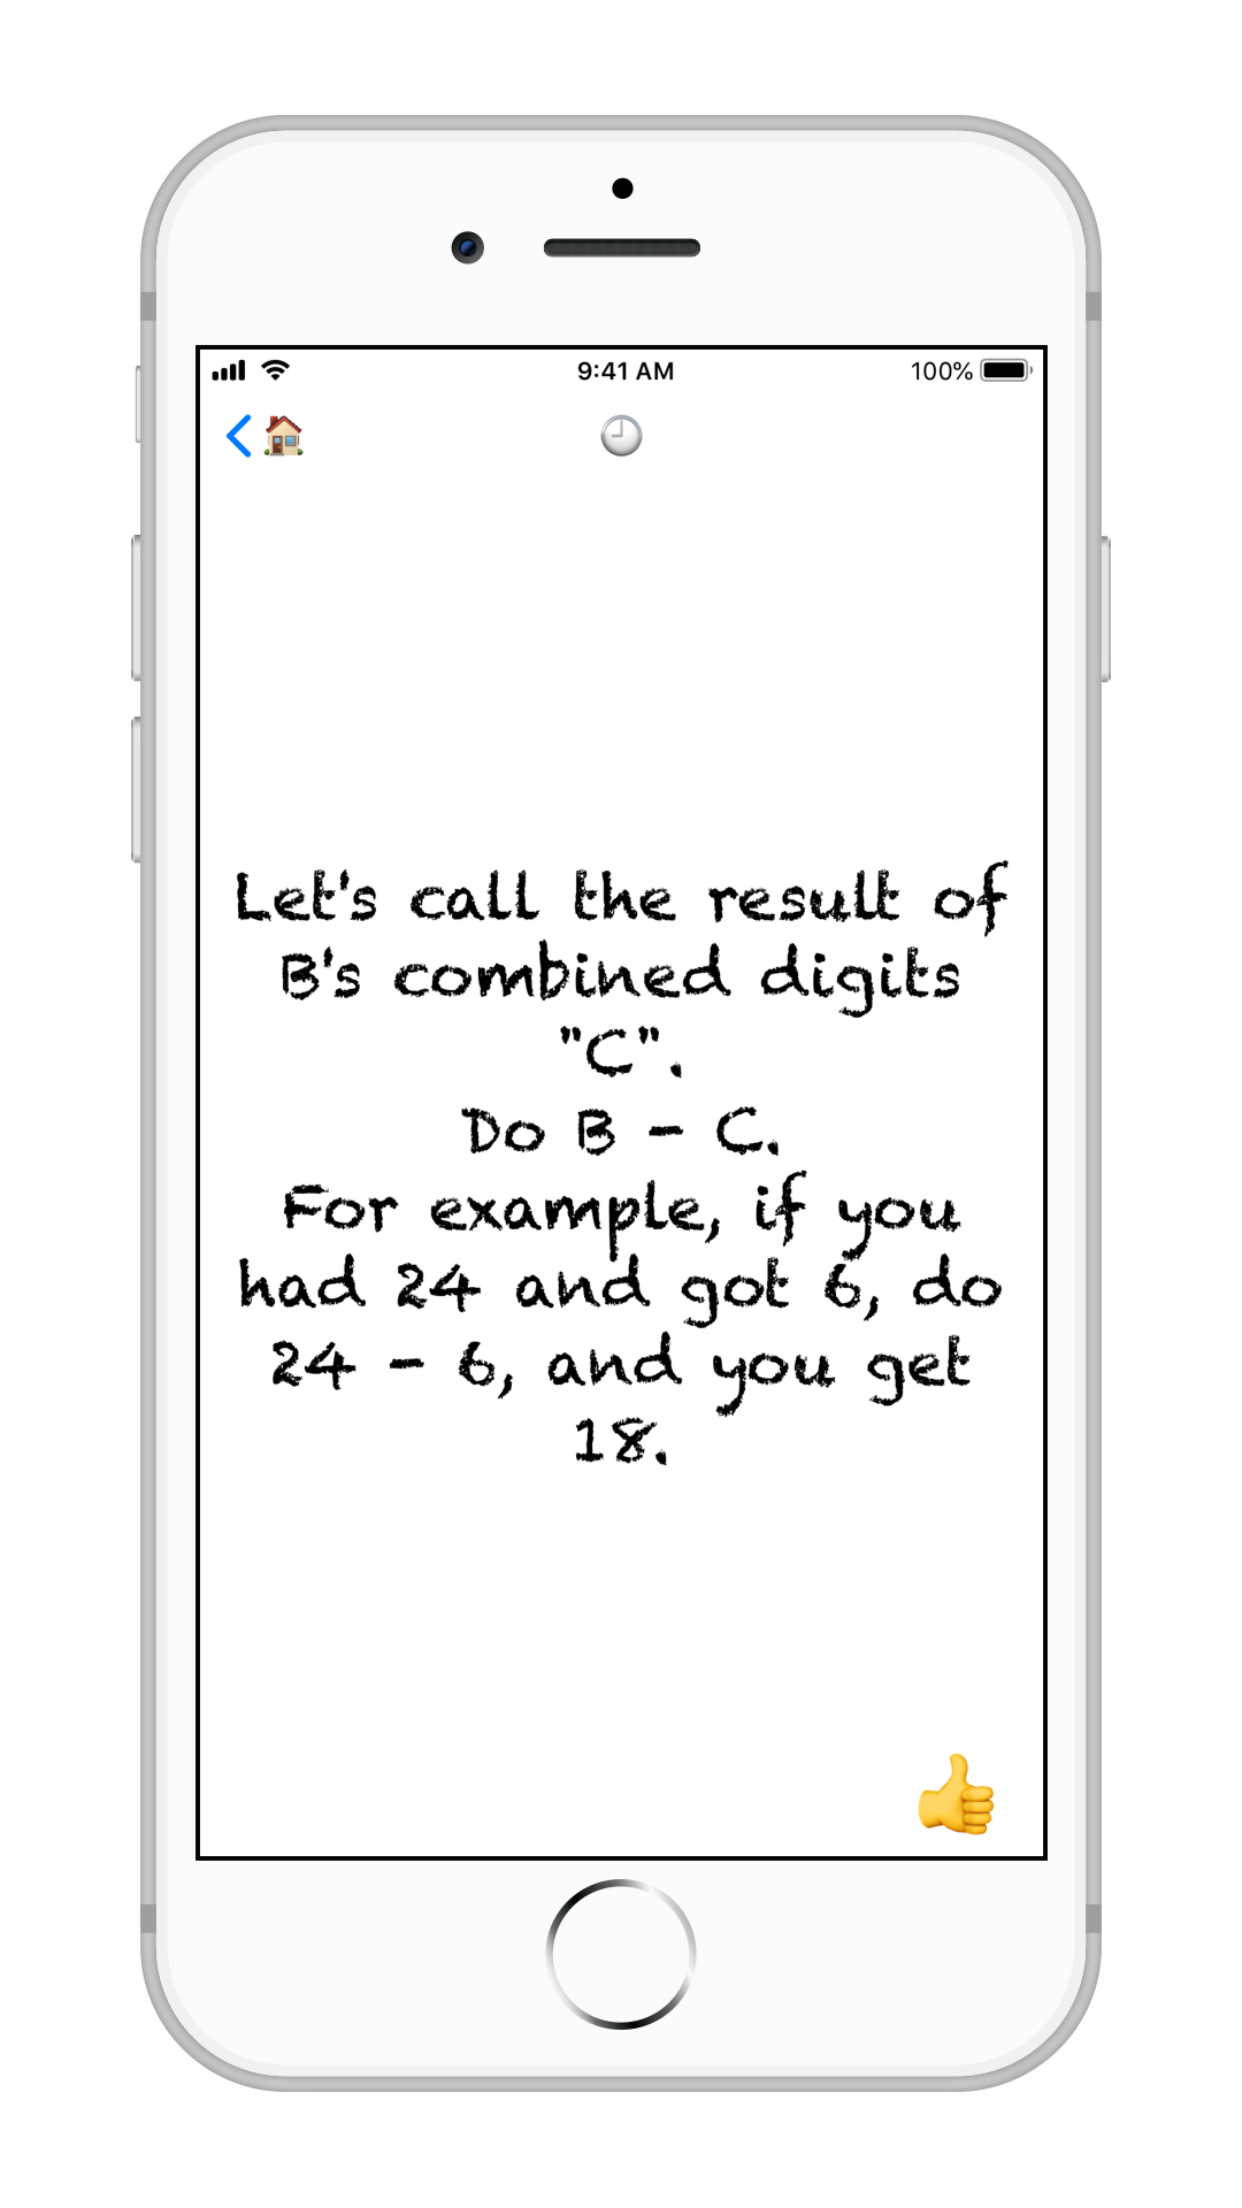 9:41 AM
100%
Let's call the result of
B's combined digits
"C".
Do B - C.
For example, if you
had 24 and got 6, do
24 - 6, and you get
18.